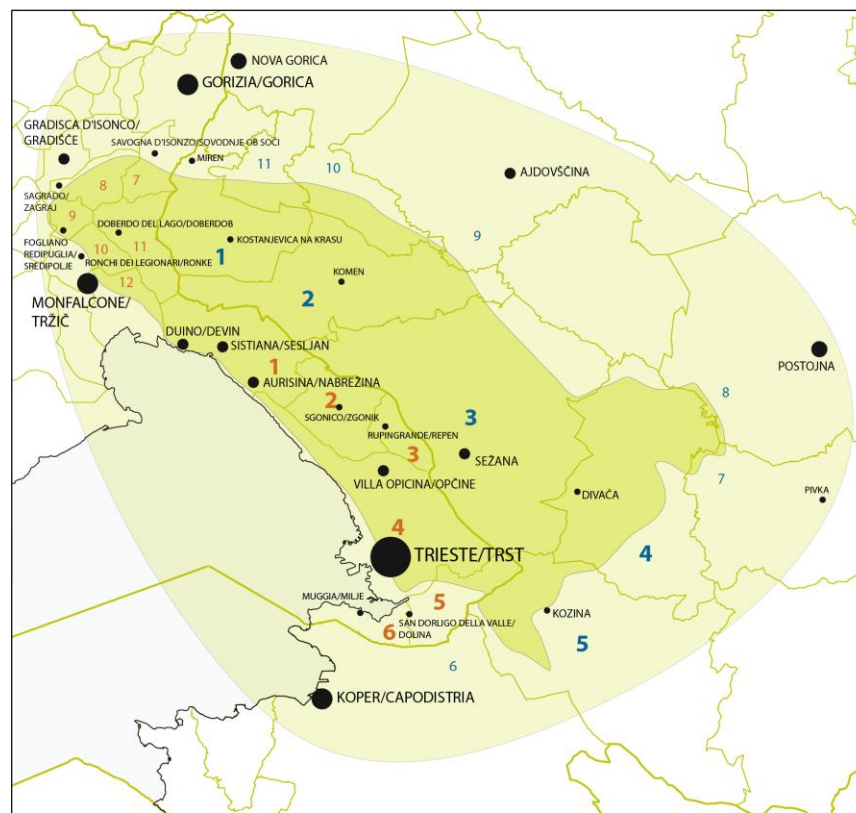 NOVA GORICA
GORIZIA/GORICA
GRADISCA D'ISONCO/
GRADIŠČE
SAVOGNA D'ISONZO/SOVODNJE OB SOČI
MIREN
11
10
AJDOVŠČINA
8
7
SAGRADO/
ZAGRAJ
9
DOBERDO DEL LAGO/DOBERDOB
FOGLIANO
REDIPUGLIA/
SREDIPOLJE
10
11
KOSTANJEVICA NA KRASU
9
1
RONCHI DEI LEGIONARI/RONKE
12
KOMEN
2
MONFALCONE/
TRŽIČ
DUINO/DEVIN
SISTIANA/SESLJAN
1
AURISINA/NABREŽINA
POSTOJNA
2
SGONICO/ZGONIK
3
8
RUPINGRANDE/REPEN
3
SEŽANA
VILLA OPICINA/OPČINE
7
DIVAČA
PIVKA
4
TRIESTE/TRST
4
MUGGIA/MILJE
5
SAN DORLIGO DELLA VALLE/
DOLINA
6
KOZINA
5
6
KOPER/CAPODISTRIA